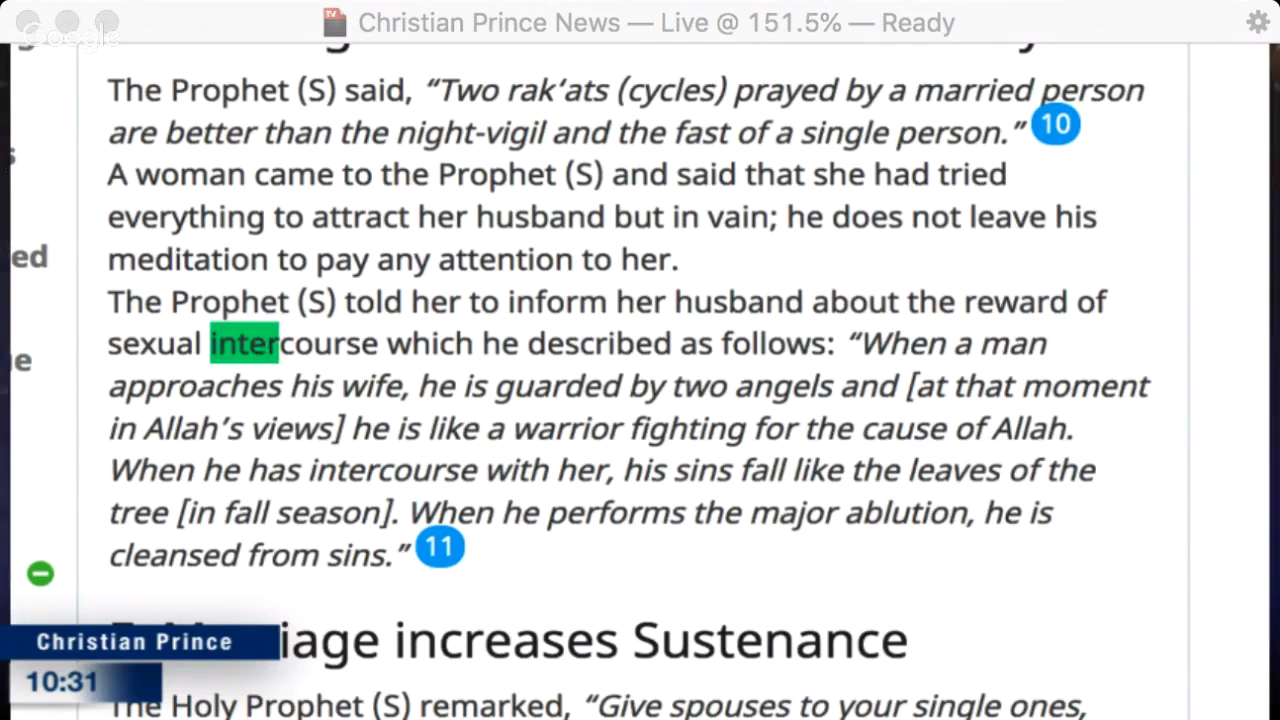 Christian Prince News — Live @ 151.5% — Ready
Google
The Prophet (S) said, “Two rak‘ats (cycles) prayed by a married person
are better than the night-vigil and the fast of a single person.” 10
A woman came to the Prophet (S) and said that she had tried
everything to attract her husband but in vain; he does not leave his
ed
meditation to pay any attention to her.
The Prophet (S) told her to inform her husband about the reward of
sexual intercourse which he described as follows: “When a man
approaches his wife, he is guarded by two angels and [at that moment
in Allah’s views] he is like a warrior fighting for the cause of Allah.
When he has intercourse with her, his sins fall like the leaves of the
tree [in fall season]. When he performs the major ablution, he is
cleansed from sins.” 11
iage increases Sustenance
Christian Prince
10:31
The Holy Prophet (S) remarked, “Give spouses to your single ones,